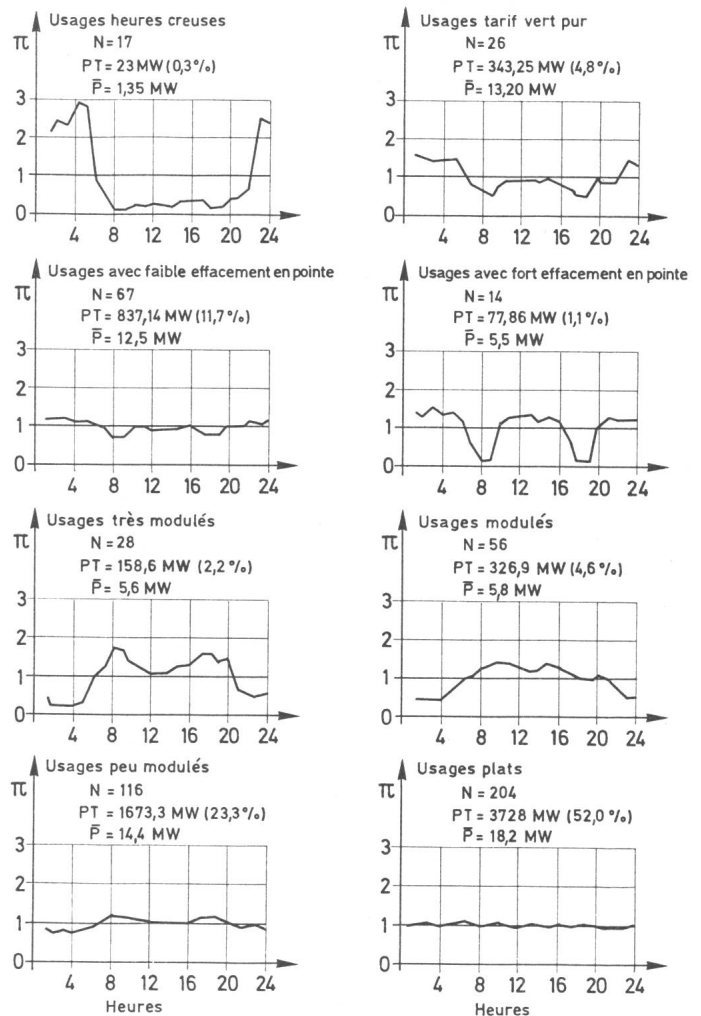 Usages heures creuses
N = 17
PT = 23 MW (0,3 %)
P̅ = 1,35 MW
π
3
2
1
0
4 8 12 16 20 24
Usages tarif vert pur
N = 26
PT = 343,25 MW (4,8 %)
P̅ = 13,20 MW
π
3
2
1
0
4 8 12 16 20 24
Usages avec faible effacement en pointe
N = 67
PT = 837,14 MW (11,7 %)
P̅ = 12,5 MW
π
3
2
1
0
4 8 12 16 20 24
Usages avec fort effacement en pointe
N = 14
PT = 77,86 MW (1,1 %)
P̅ = 5,5 MW
π
3
2
1
0
4 8 12 16 20 24
Usages très modulés
N = 28
PT = 158,6 MW (2,2 %)
P̅ = 5,6 MW
π
3
2
1
0
4 8 12 16 20 24
Usages modulés
N = 56
PT = 326,9 MW (4,6 %)
P̅ = 5,8 MW
π
3
2
1
0
4 8 12 16 20 24
Usages peu modulés
N = 116
PT = 1673,3 MW (23,3 %)
P̅ = 14,4 MW
π
3
2
1
0
4 8 12 16 20 24
Heures
Usages plats
N = 204
PT = 3728 MW (52,0 %)
P̅ = 18,2 MW
π
3
2
1
0
4 8 12 16 20 24
Heures